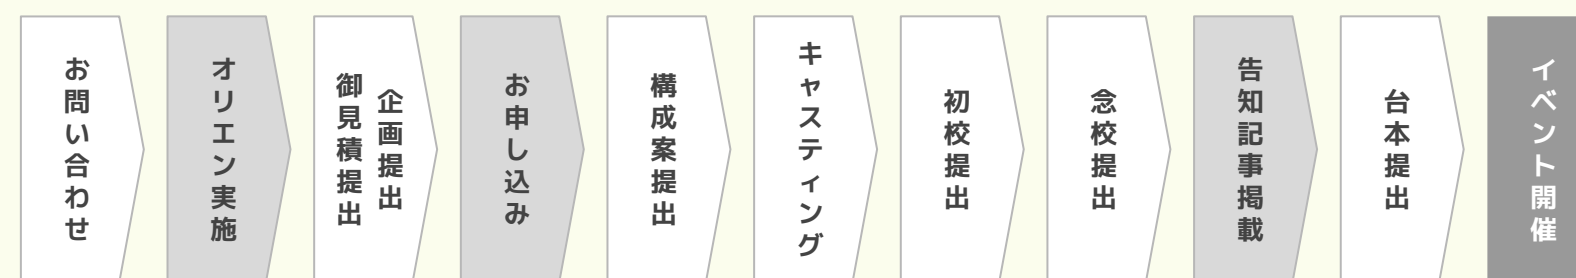 お問い合わせ
オリエン実施
企画提出
御見積提出
お申し込み
構成案提出
キャスティング
初校提出
念校提出
告知記事掲載
台本提出
イベント開催